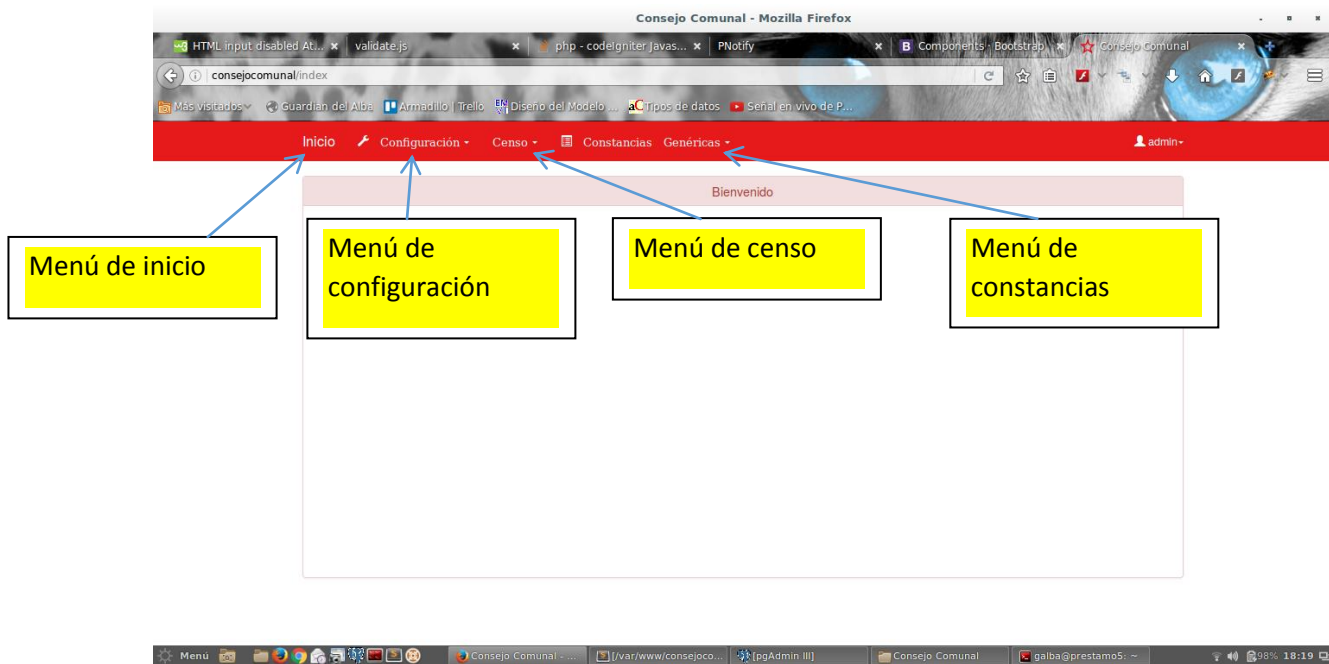 Consejo Comunal - Mozilla Firefox
HTML input disabled At... validate.js php - codeIgniter Javas... PNotify Components · Bootstrap Consejo Comunal
consejocomunal/index
Más visitados Guardián del Alba Armadillo | Trello Diseño del Modelo ... Tipos de datos Señal en vivo de P...
Inicio Configuración Censo Constancias Genéricas admin
Bienvenido
Menú de inicio
Menú de
configuración
Menú de censo
Menú de
constancias
Menú Consejo Comunal - ... [/var/www/consejoco... [pgAdmin III] Consejo Comunal galba@prestamo5: ~ 98% 18:19